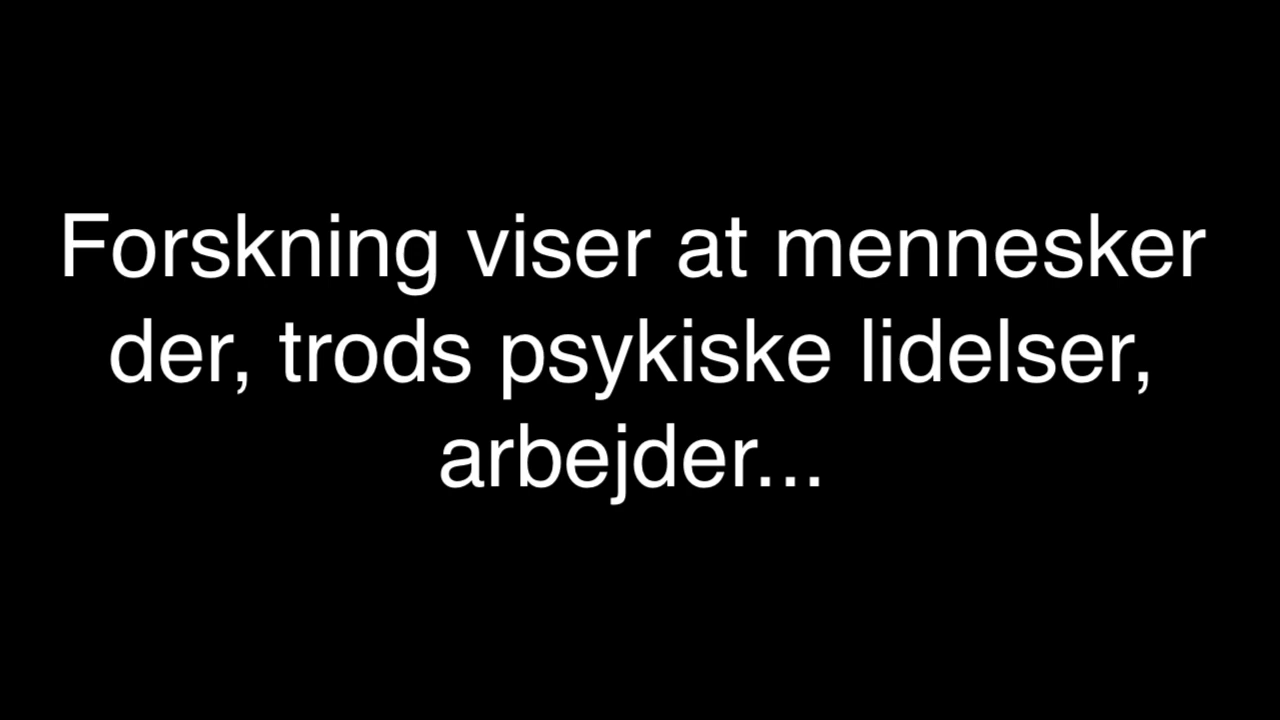 Forskning viser at mennesker
der, trods psykiske lidelser,
arbejder...